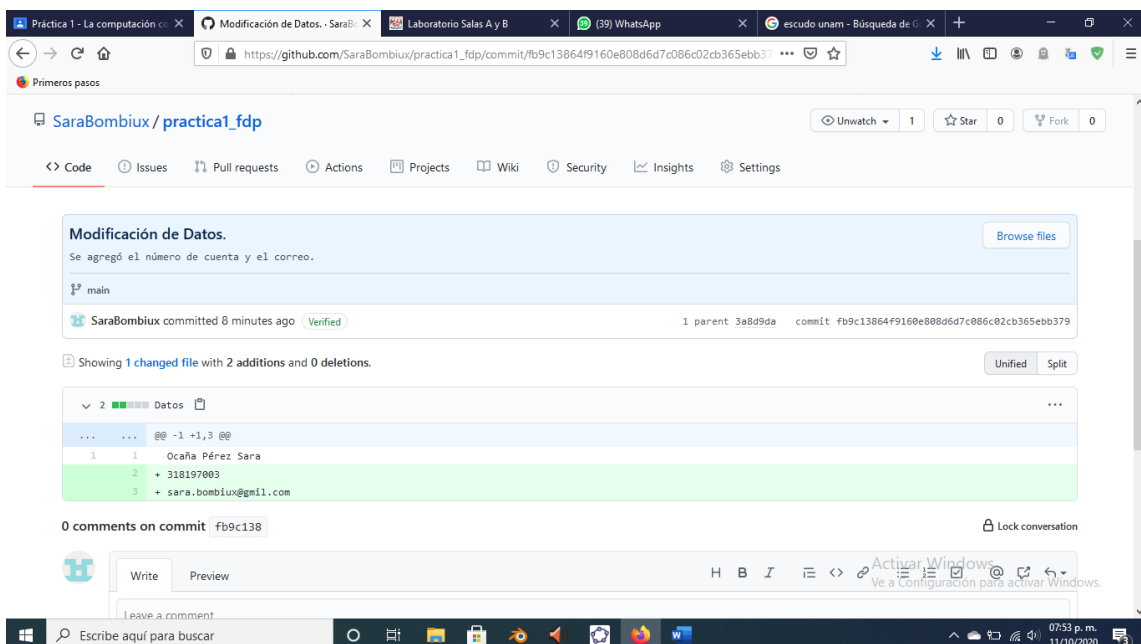 Práctica 1 - La computación co
Modificación de Datos. · SaraBo
Laboratorio Salas A y B
(39) WhatsApp
escudo unam - Búsqueda de G
https://github.com/SaraBombiux/practica1_fdp/commit/fb9c13864f9160e808d6d7c086c02cb365ebb37
Primeros pasos
SaraBombiux / practica1_fdp
Unwatch 1 Star 0 Fork 0
<> Code Issues Pull requests Actions Projects Wiki Security Insights Settings
Modificación de Datos.
Browse files
Se agregó el número de cuenta y el correo.
main
SaraBombiux committed 8 minutes ago Verified 1 parent 3a8d9da commit fb9c13864f9160e808d6d7c086c02cb365ebb379
Showing 1 changed file with 2 additions and 0 deletions. Unified Split
2 Datos ...
... ... @@ -1 +1,3 @@
1 1 Ocaña Pérez Sara
2 + 318197003
3 + sara.bombiux@gmil.com
0 comments on commit fb9c138 Lock conversation
Write Preview H B I <> @
Activar Windows
Ve a Configuración para activar Windows.
Leave a comment
Escribe aquí para buscar
07:53 p. m.
11/10/2020
3